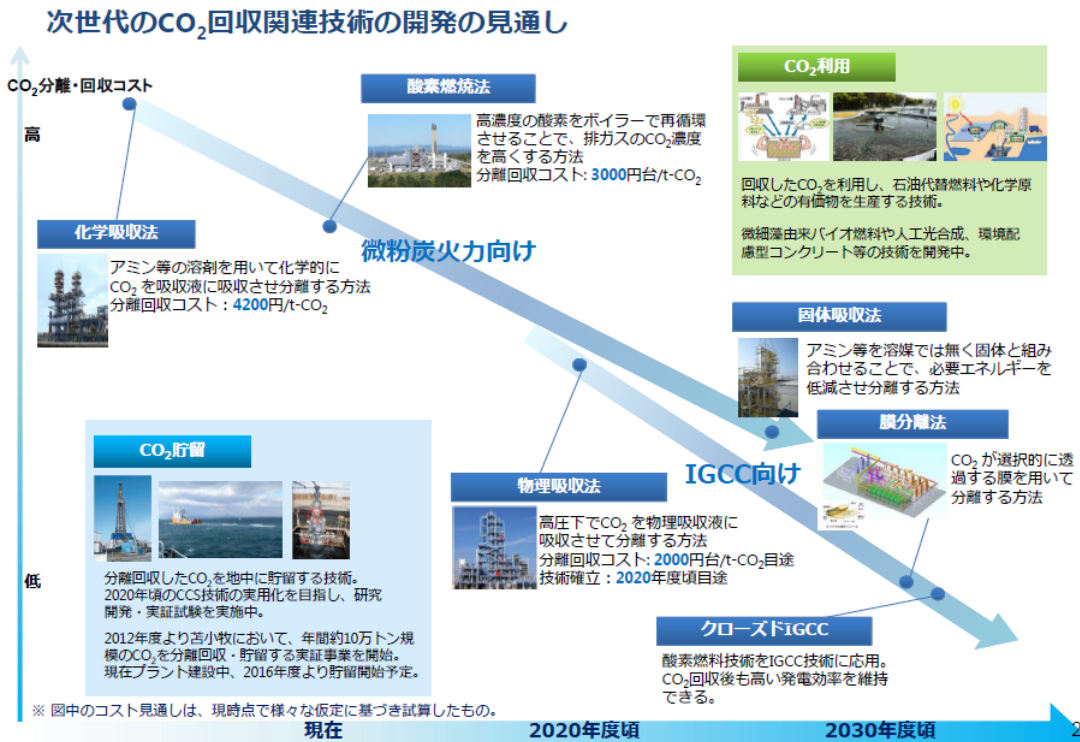 次世代のCO₂回収関連技術の開発の見通し
CO₂分離・回収コスト
高
低
酸素燃焼法
高濃度の酸素をボイラーで再循環
させることで、排ガスのCO₂濃度
を高くする方法
分離回収コスト: 3000円台/t-CO₂
化学吸収法
アミン等の溶剤を用いて化学的に
CO₂ を吸収液に吸収させ分離する方法
分離回収コスト：4200円/t-CO₂
微粉炭火力向け
CO₂利用
回収したCO₂を利用し、石油代替燃料や化学原
料などの有価物を生産する技術。
微細藻由来バイオ燃料や人工光合成、環境配
慮型コンクリート等の技術を開発中。
固体吸収法
アミン等を溶媒では無く固体と組み
合わせることで、必要エネルギーを
低減させ分離する方法
膜分離法
CO₂ が選択的に透
過する膜を用いて
分離する方法
IGCC向け
物理吸収法
高圧下でCO₂ を物理吸収液に
吸収させて分離する方法
分離回収コスト: 2000円台/t-CO₂目途
技術確立：2020年度頃目途
CO₂貯留
分離回収したCO₂を地中に貯留する技術。
2020年頃のCCS技術の実用化を目指し、研究
開発・実証試験を実施中。
2012年度より苫小牧において、年間約10万トン規
模のCO₂を分離回収・貯留する実証事業を開始。
現在プラント建設中、2016年度より貯留開始予定。
クローズドIGCC
酸素燃料技術をIGCC技術に応用。
CO₂回収後も高い発電効率を維持
できる。
※ 図中のコスト見通しは、現時点で様々な仮定に基づき試算したもの。
現在
2020年度頃
2030年度頃
2